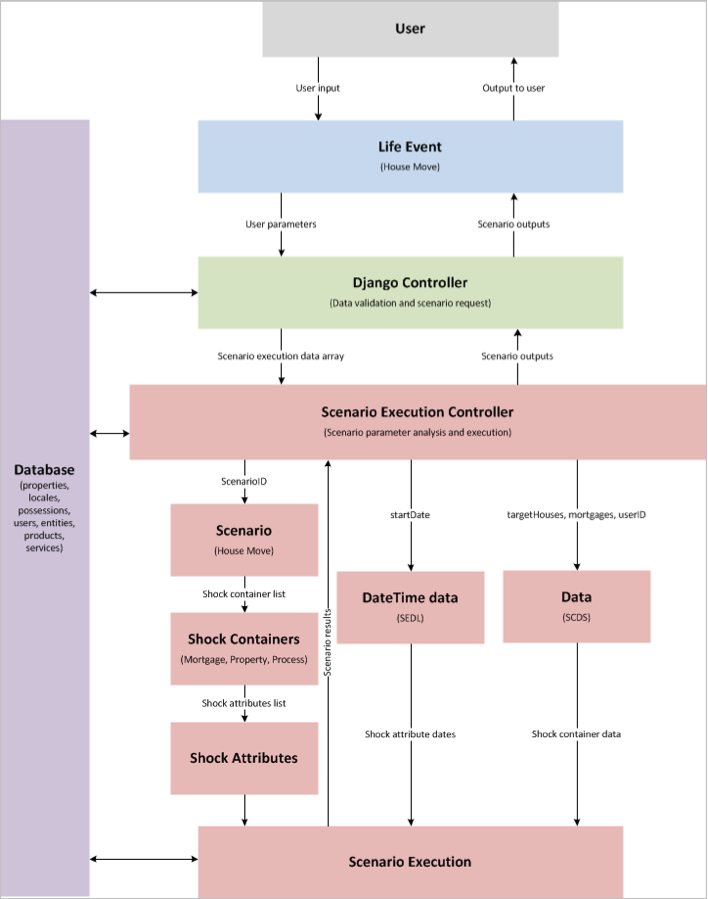 User
User input
Output to user
Life Event
(House Move)
User parameters
Scenario outputs
Django Controller
(Data validation and scenario request)
Scenario execution data array
Scenario outputs
Scenario Execution Controller
(Scenario parameter analysis and execution)
Database
(properties,
locales,
possessions,
users, entities,
products,
services)
ScenarioID
startDate
targetHouses, mortgages, userID
Scenario
(House Move)
Shock container list
DateTime data
(SEDL)
Data
(SCDS)
Shock Containers
(Mortgage, Property, Process)
Scenario results
Shock attributes list
Shock attribute dates
Shock container data
Shock Attributes
Scenario Execution